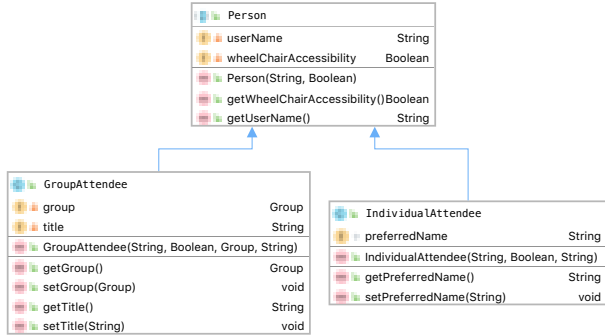 Person
userName String
wheelChairAccessibility Boolean
Person(String, Boolean)
getWheelChairAccessibility()Boolean
getUserName() String
GroupAttendee
group Group
title String
GroupAttendee(String, Boolean, Group, String)
getGroup() Group
setGroup(Group) void
getTitle() String
setTitle(String) void
IndividualAttendee
preferredName String
IndividualAttendee(String, Boolean, String)
getPreferredName() String
setPreferredName(String) void